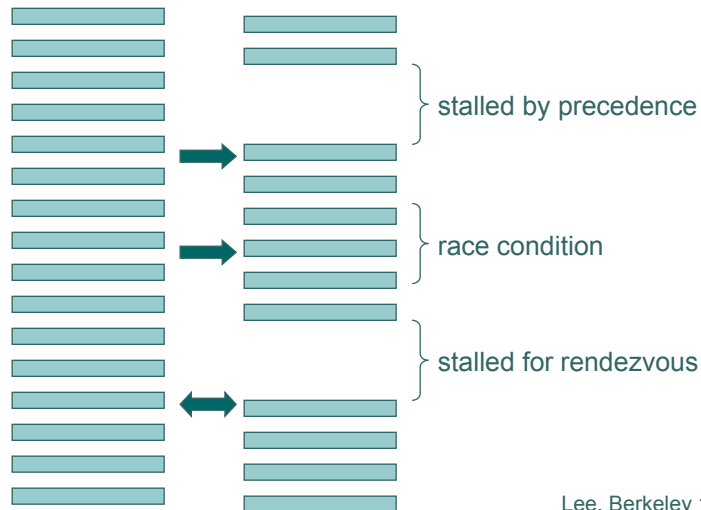 stalled by precedence
race condition
stalled for rendezvous
Lee, Berkeley